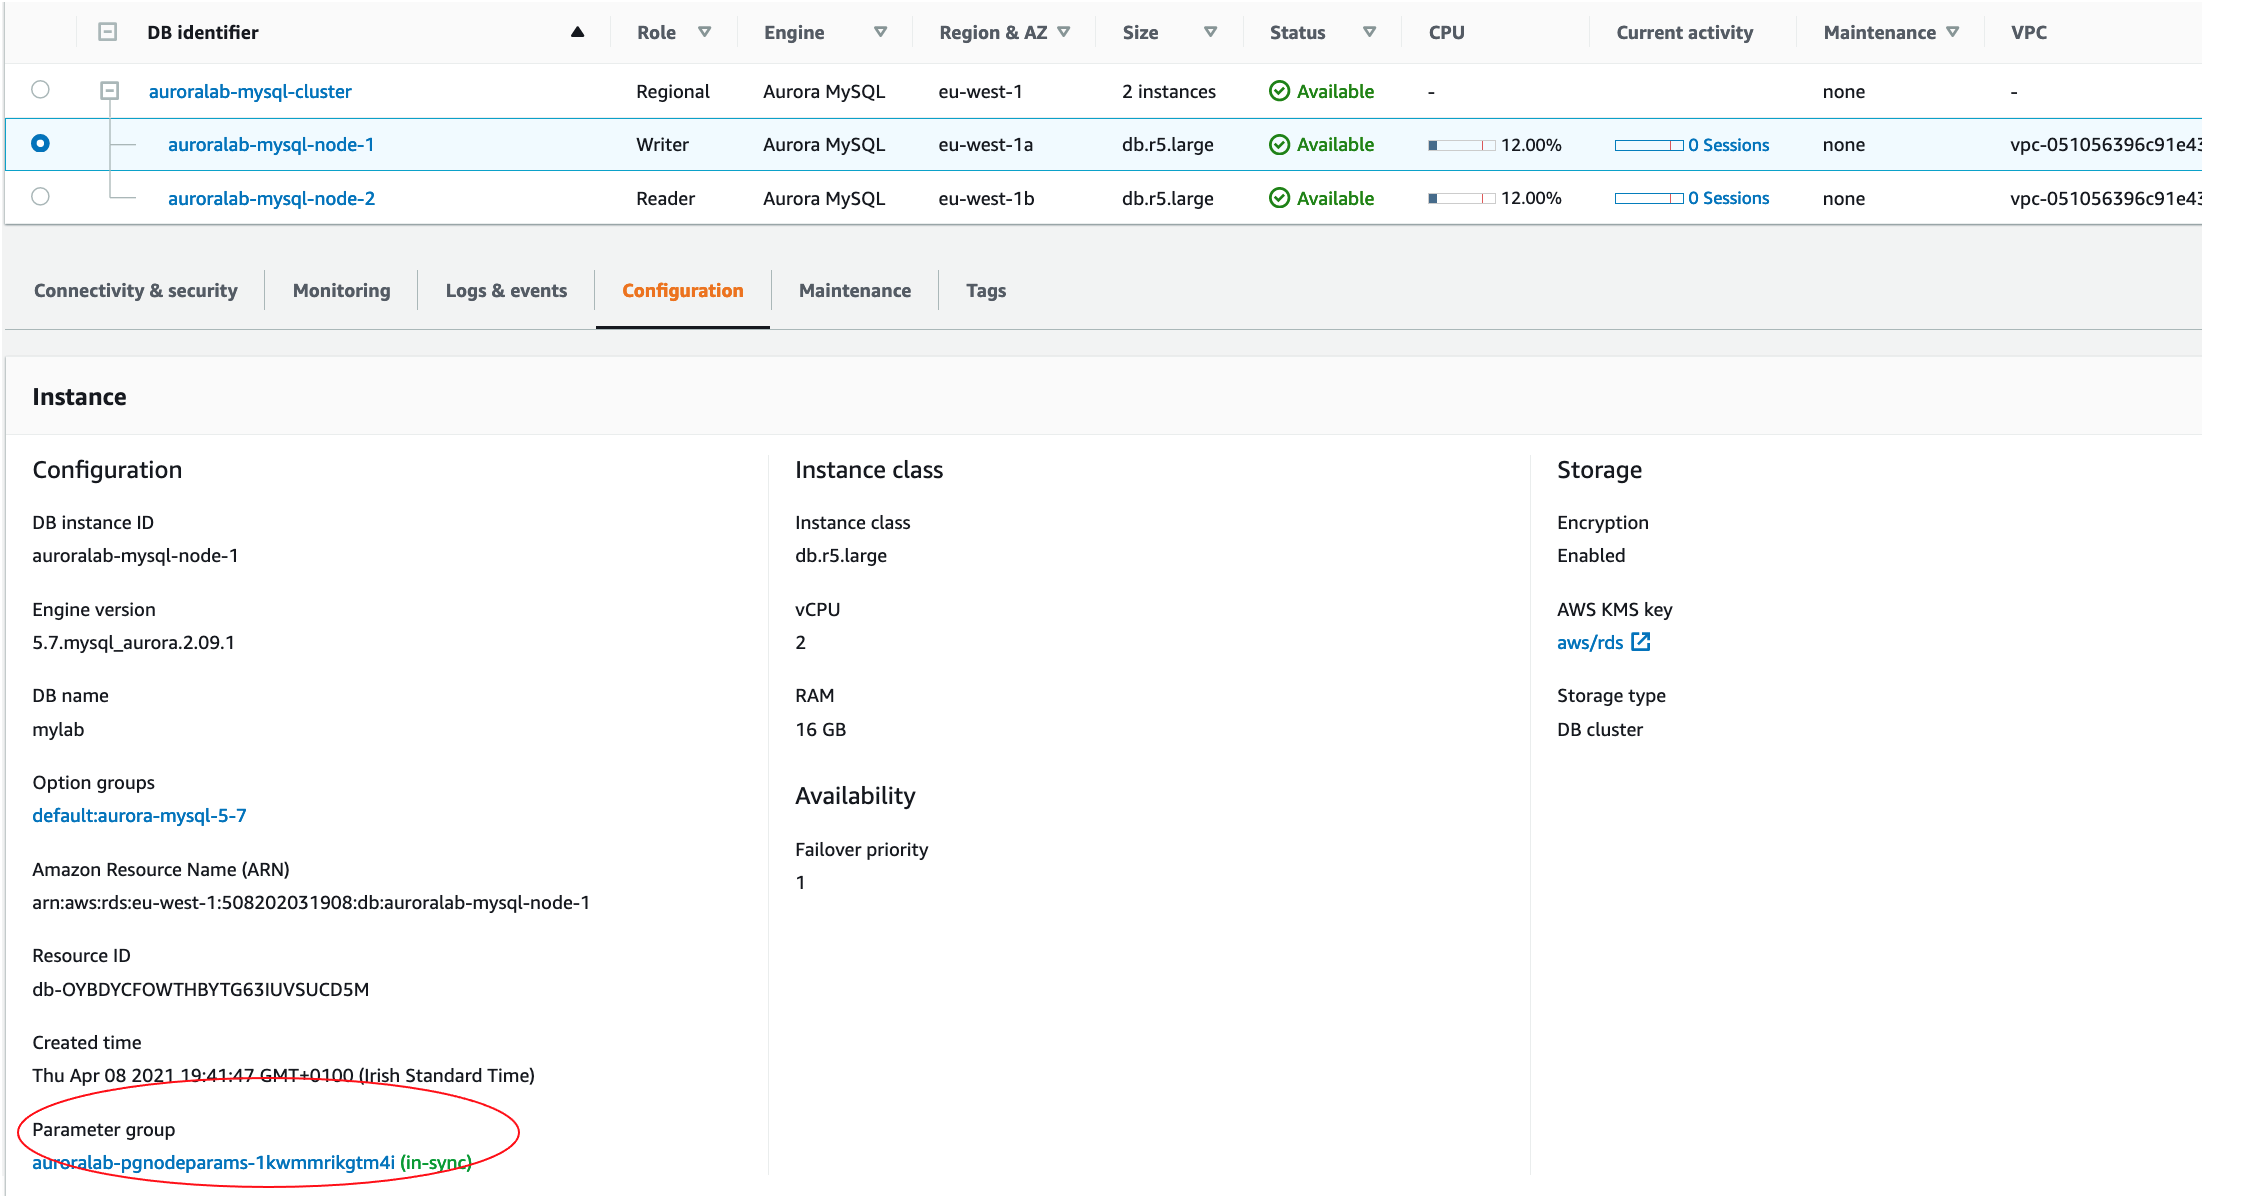 DB identifier Role Engine Region & AZ Size Status CPU Current activity Maintenance VPC
auroralab-mysql-cluster Regional Aurora MySQL eu-west-1 2 instances Available - none -
auroralab-mysql-node-1 Writer Aurora MySQL eu-west-1a db.r5.large Available 12.00% 0 Sessions none vpc-051056396c91e43
auroralab-mysql-node-2 Reader Aurora MySQL eu-west-1b db.r5.large Available 12.00% 0 Sessions none vpc-051056396c91e43
Connectivity & security Monitoring Logs & events Configuration Maintenance Tags
Instance
Configuration
DB instance ID
auroralab-mysql-node-1
Engine version
5.7.mysql_aurora.2.09.1
DB name
mylab
Option groups
default:aurora-mysql-5-7
Amazon Resource Name (ARN)
arn:aws:rds:eu-west-1:508202031908:db:auroralab-mysql-node-1
Resource ID
db-OYBDYCFOWTHBYTG63IUVSUCD5M
Created time
Thu Apr 08 2021 19:41:47 GMT+0100 (Irish Standard Time)
Parameter group
auroralab-pgnodeparams-1kwmmrikgtm4i (in-sync)
Instance class
Instance class
db.r5.large
vCPU
2
RAM
16 GB
Availability
Failover priority
1
Storage
Encryption
Enabled
AWS KMS key
aws/rds
Storage type
DB cluster